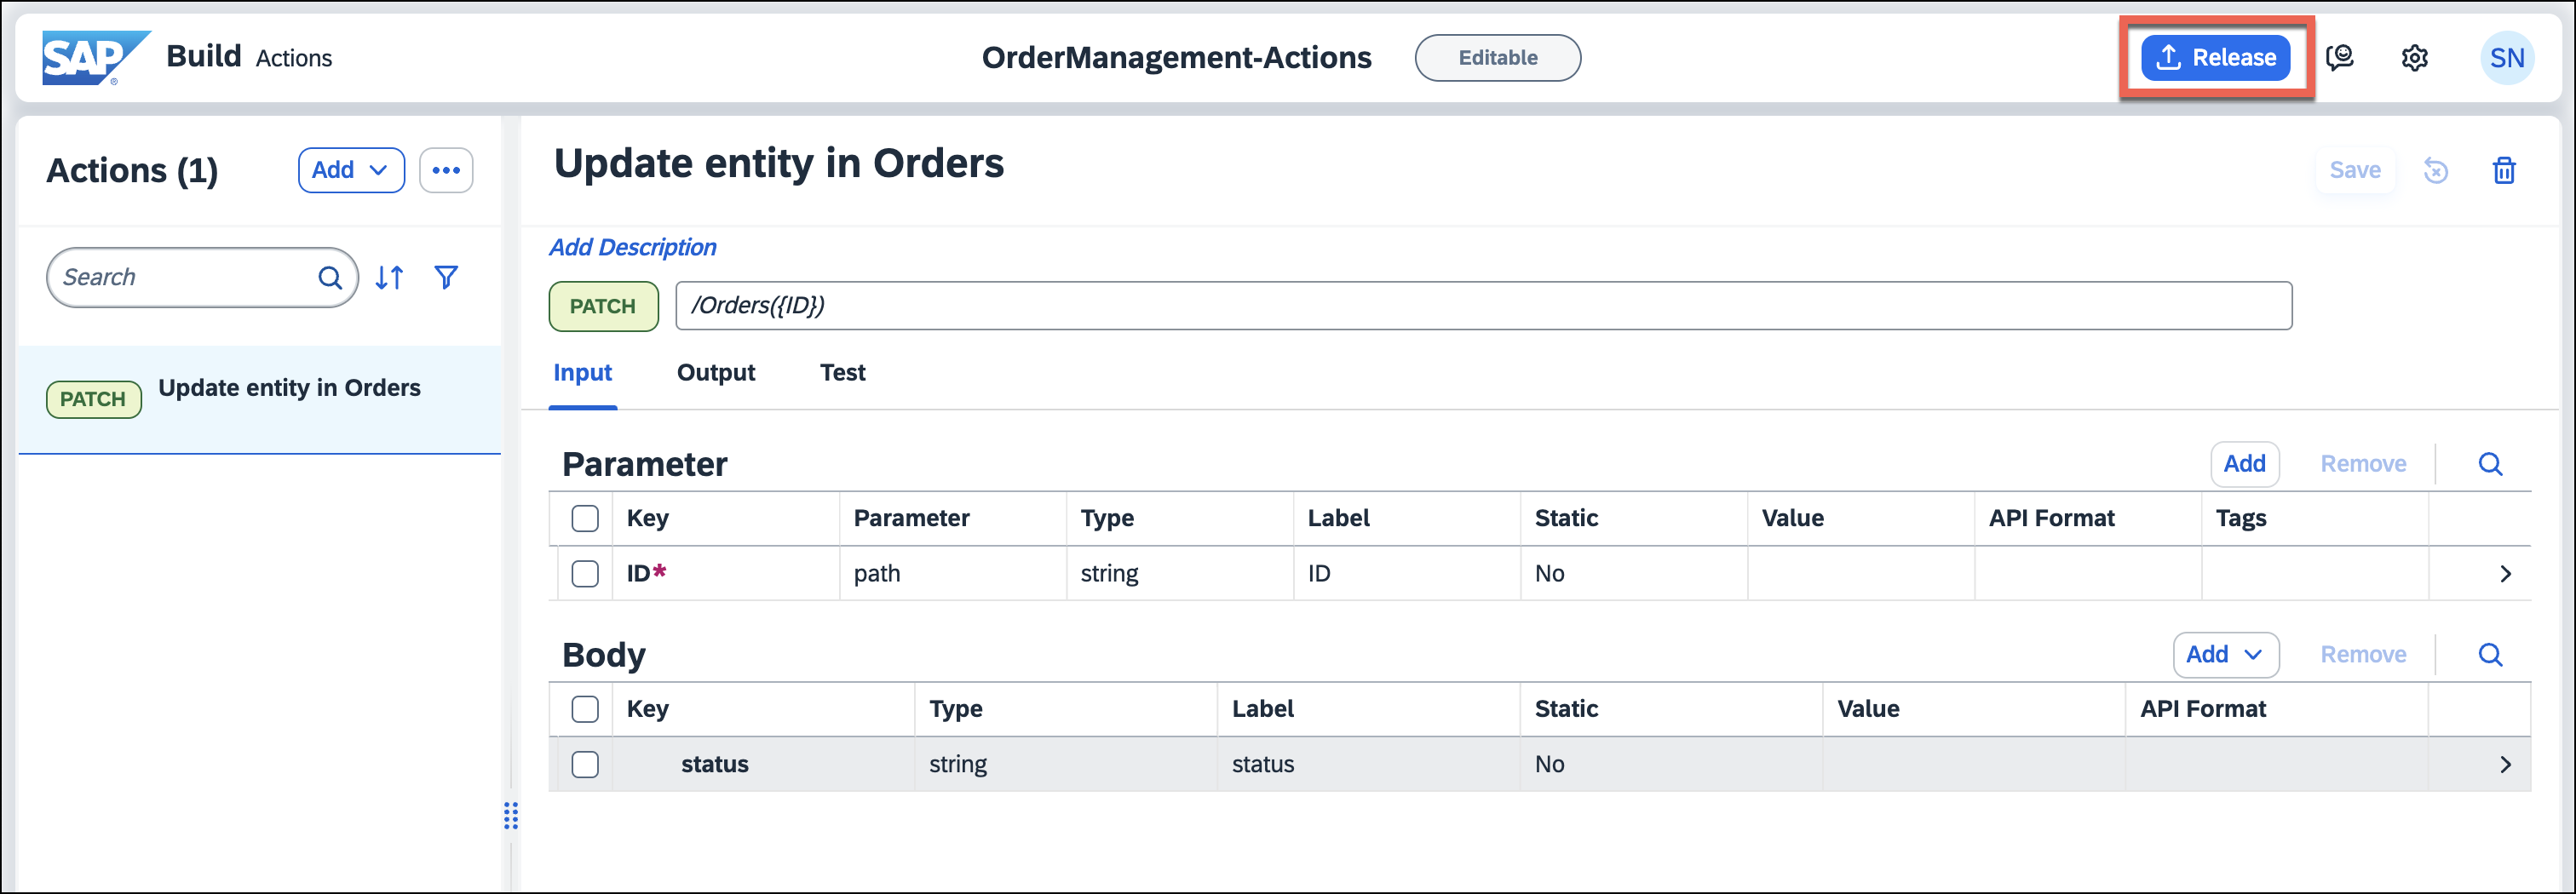 SAP ® Build Actions OrderManagement-Actions Editable Release SN
Actions (1) Add
Update entity in Orders Save
Search
PATCH Update entity in Orders
Add Description
PATCH /Orders({ID})
Input Output Test
Parameter Add Remove
Key Parameter Type Label Static Value API Format Tags
ID* path string ID No
Body Add Remove
Key Type Label Static Value API Format
status string status No